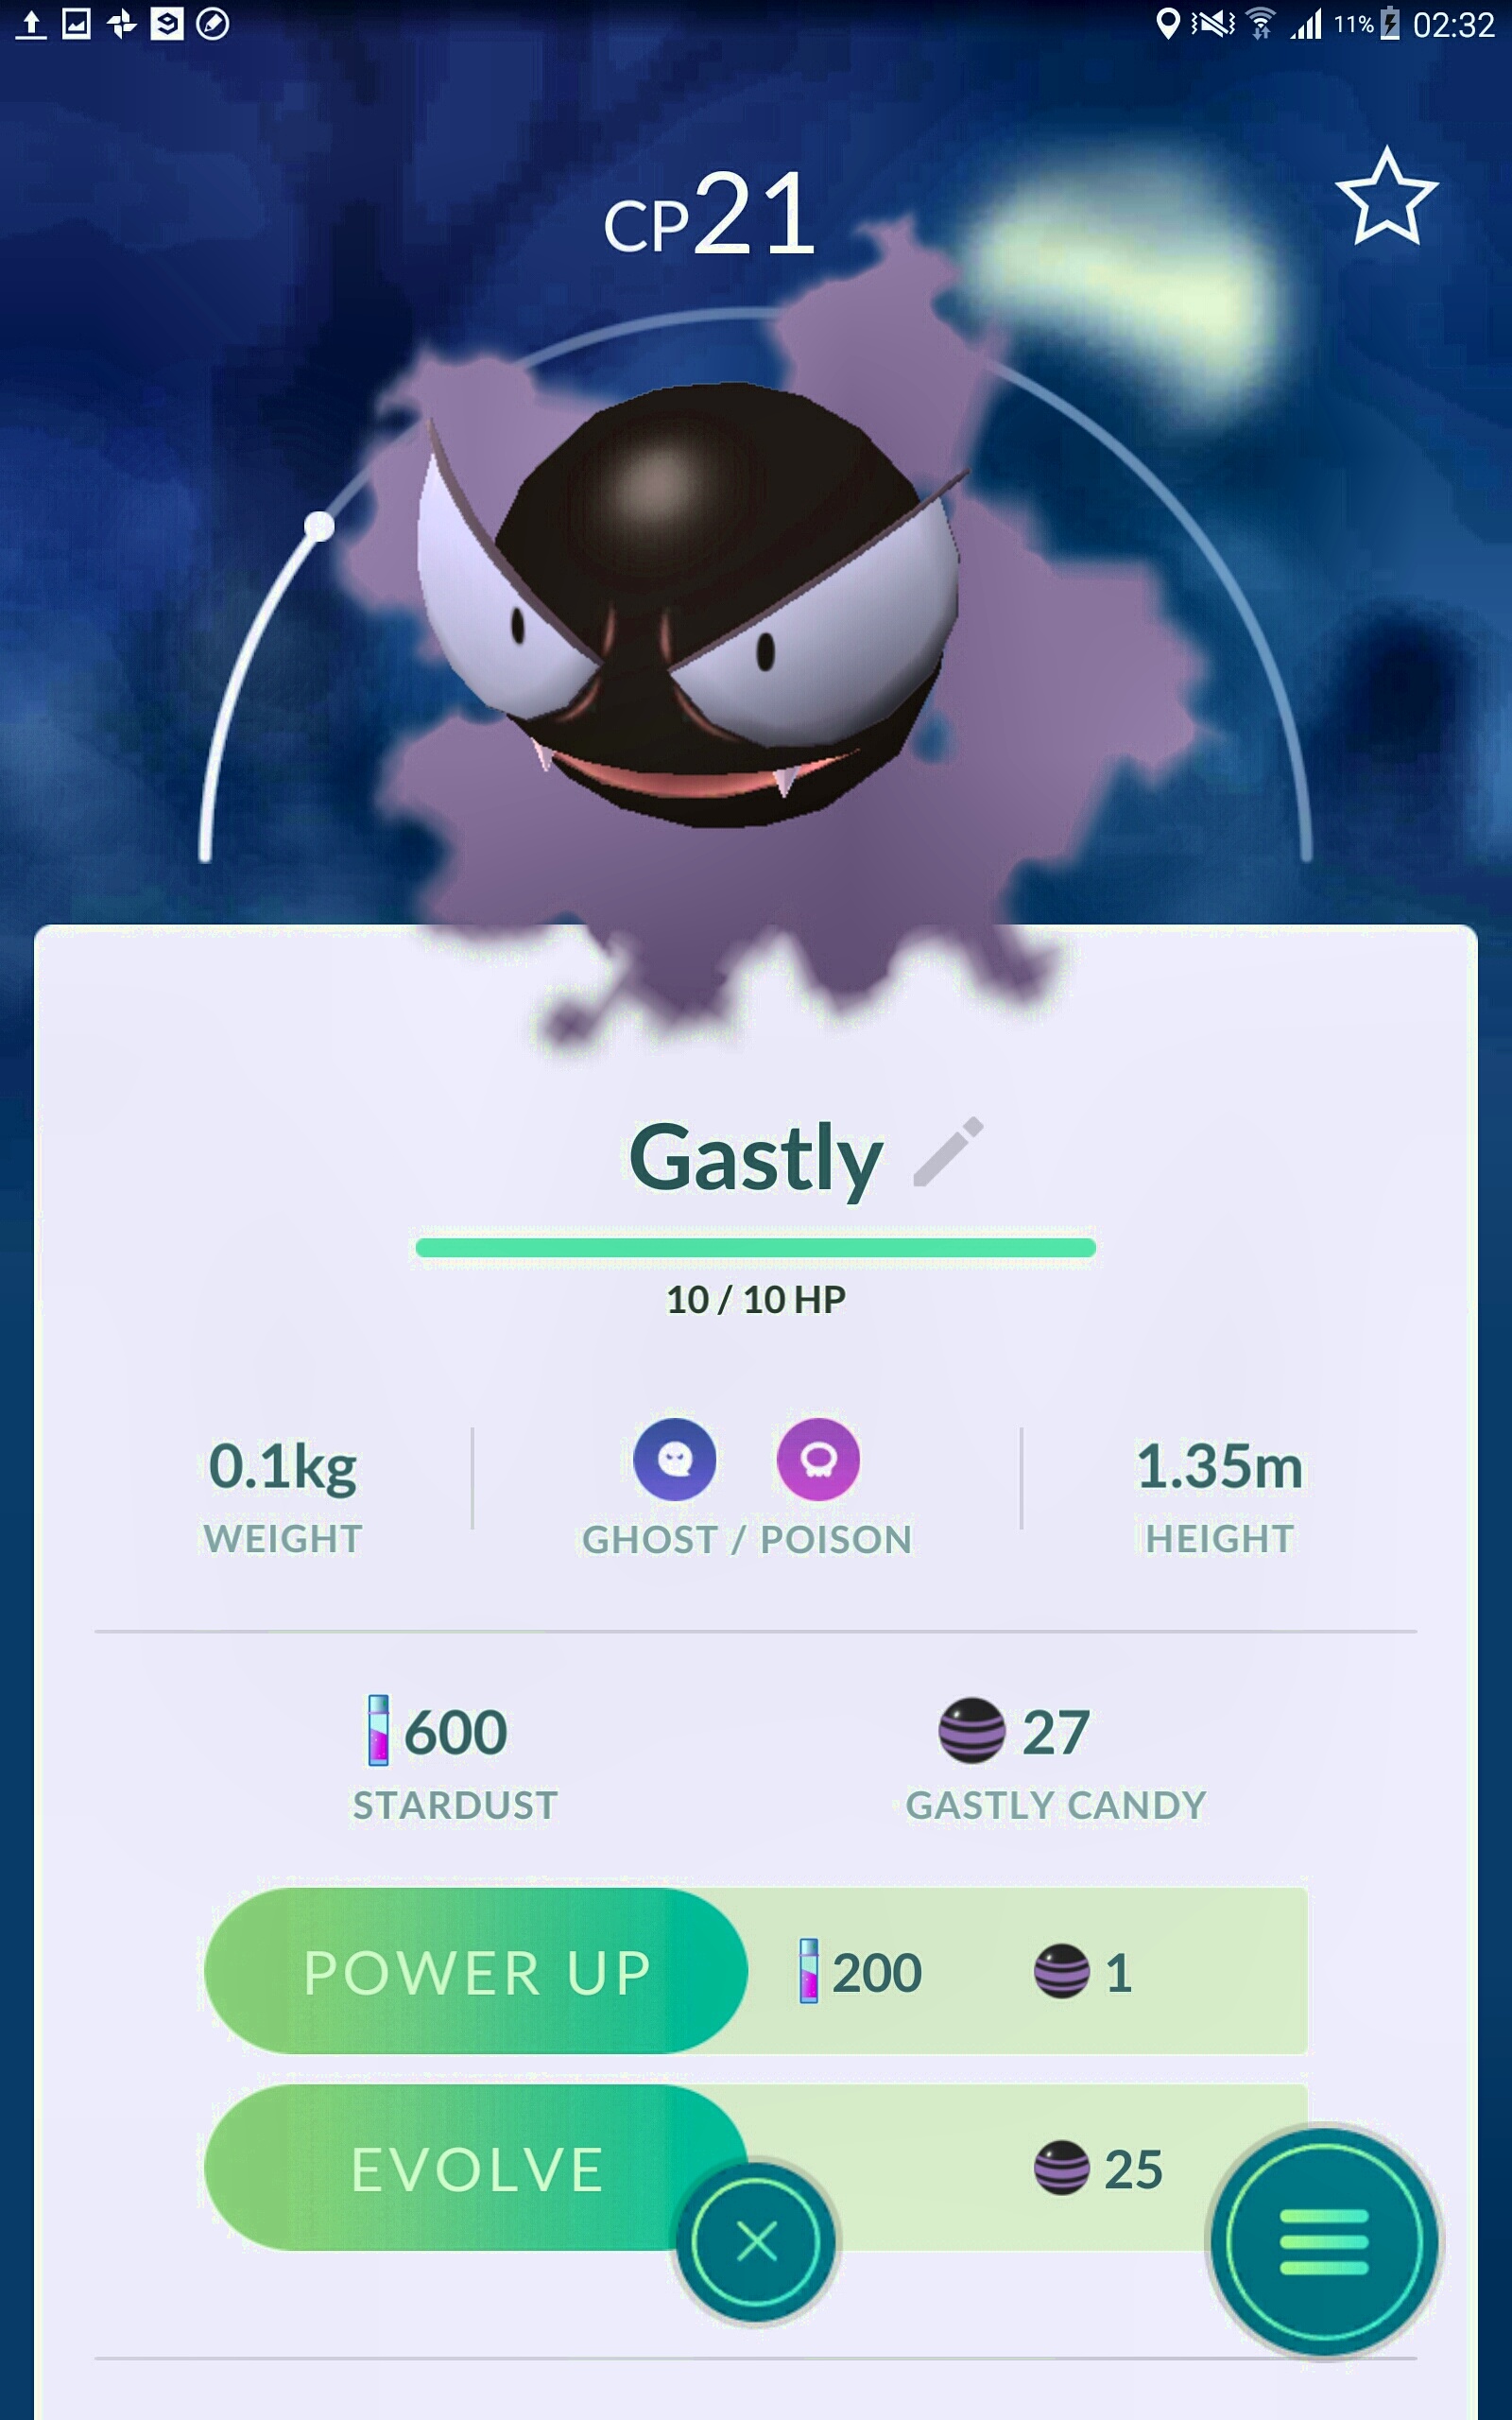 11% 02:32
CP21
Gastly
10 / 10 HP
0.1kg
WEIGHT
GHOST / POISON
1.35m
HEIGHT
600
STARDUST
27
GASTLY CANDY
POWER UP 200 1
EVOLVE 25